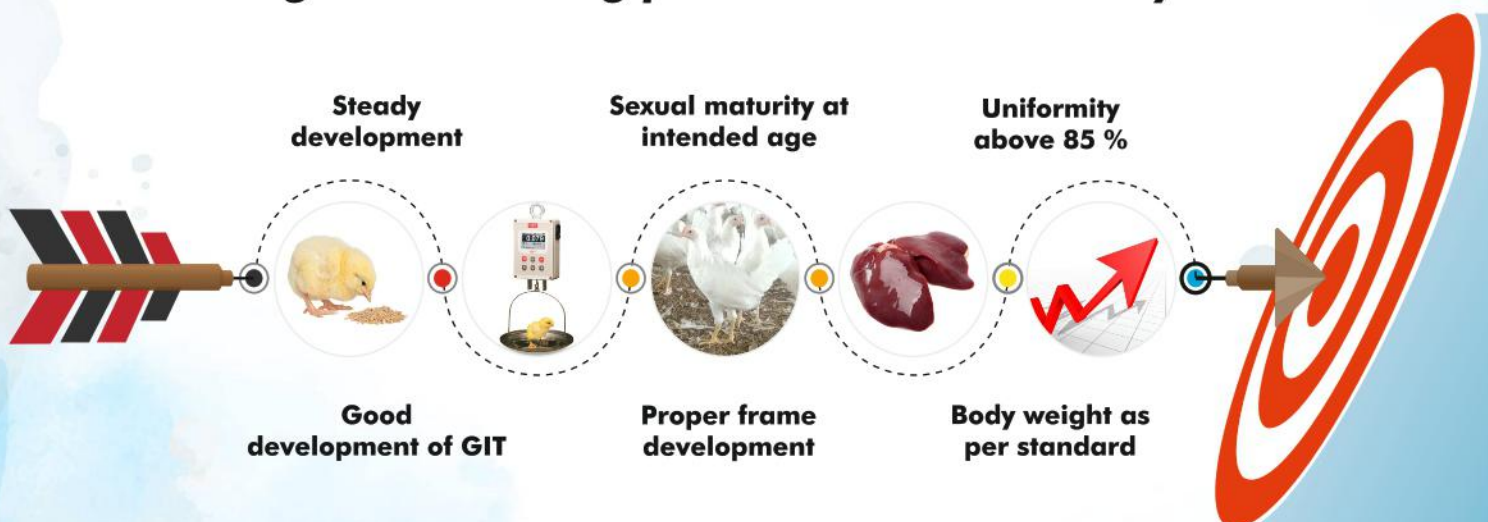 Steady
development
Sexual maturity at
intended age
Uniformity
above 85 %
Good
development of GIT
Proper frame
development
Body weight as
per standard